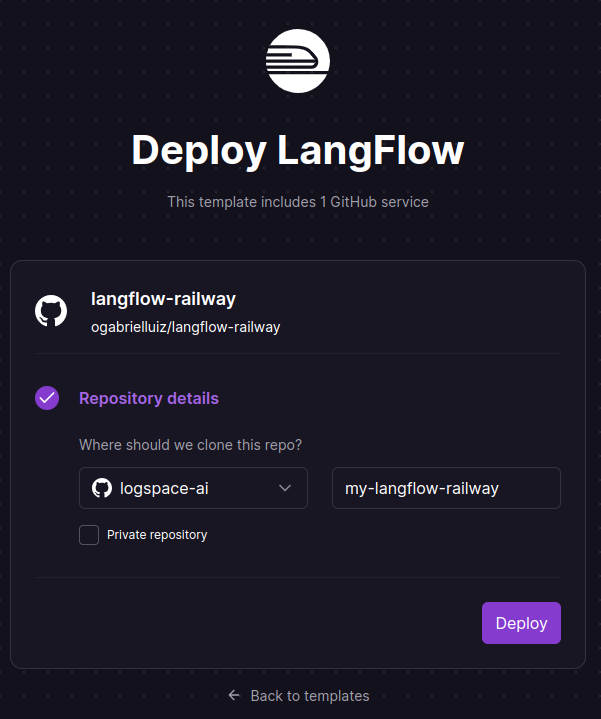 Deploy LangFlow
This template includes 1 GitHub service
langflow-railway
ogabrielluiz/langflow-railway
Repository details
Where should we clone this repo?
logspace-ai
my-langflow-railway
Private repository
Deploy
Back to templates